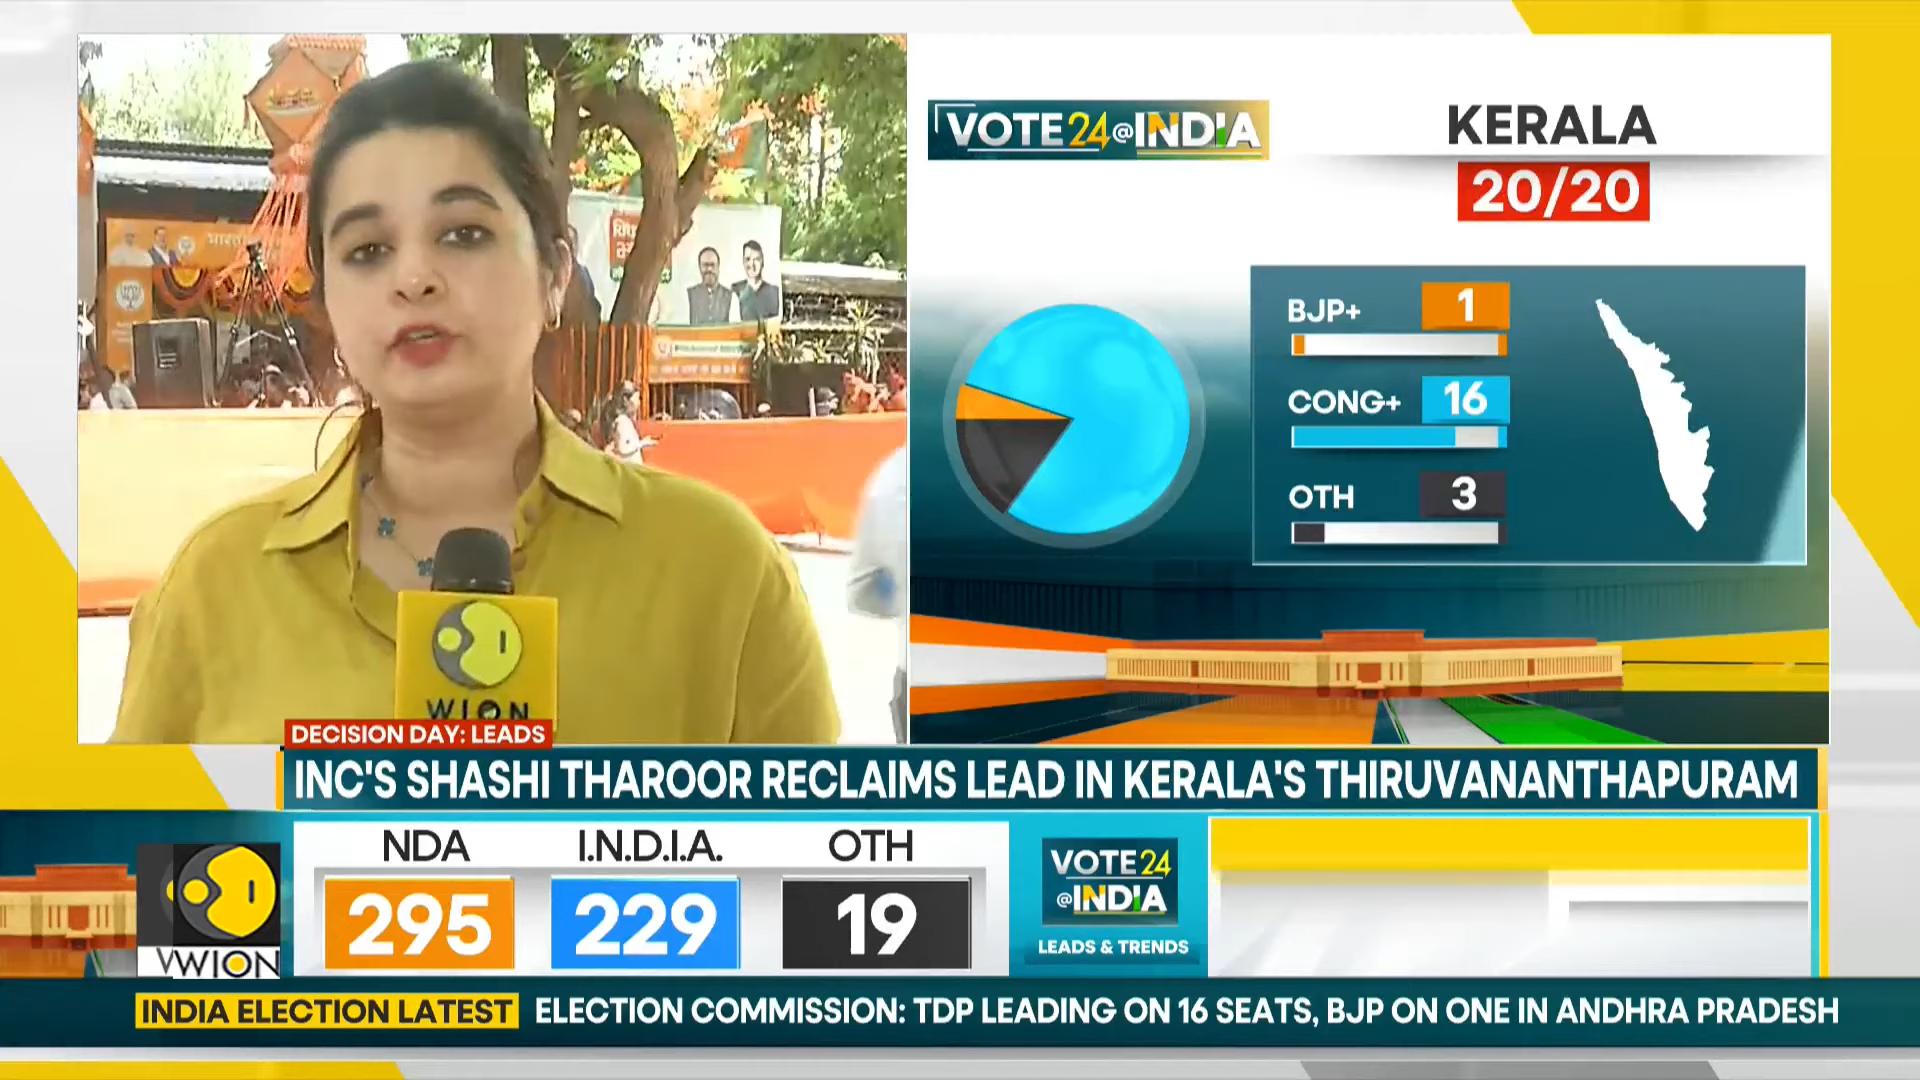 VOTE24@INDIA
KERALA
20/20
BJP+ 1
CONG+ 16
OTH 3
WION
DECISION DAY: LEADS
INC'S SHASHI THAROOR RECLAIMS LEAD IN KERALA'S THIRUVANANTHAPURAM
NDA I.N.D.I.A. OTH
295 229 19
VOTE24
@INDIA
LEADS & TRENDS
WION
INDIA ELECTION LATEST ELECTION COMMISSION: TDP LEADING ON 16 SEATS, BJP ON ONE IN ANDHRA PRADESH